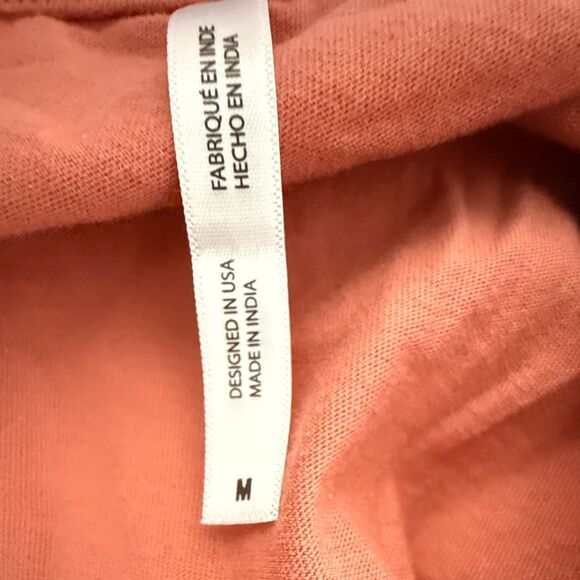 FABRIQUÉ EN INDE
HECHO EN INDIA
DESIGNED IN USA
MADE IN INDIA
M